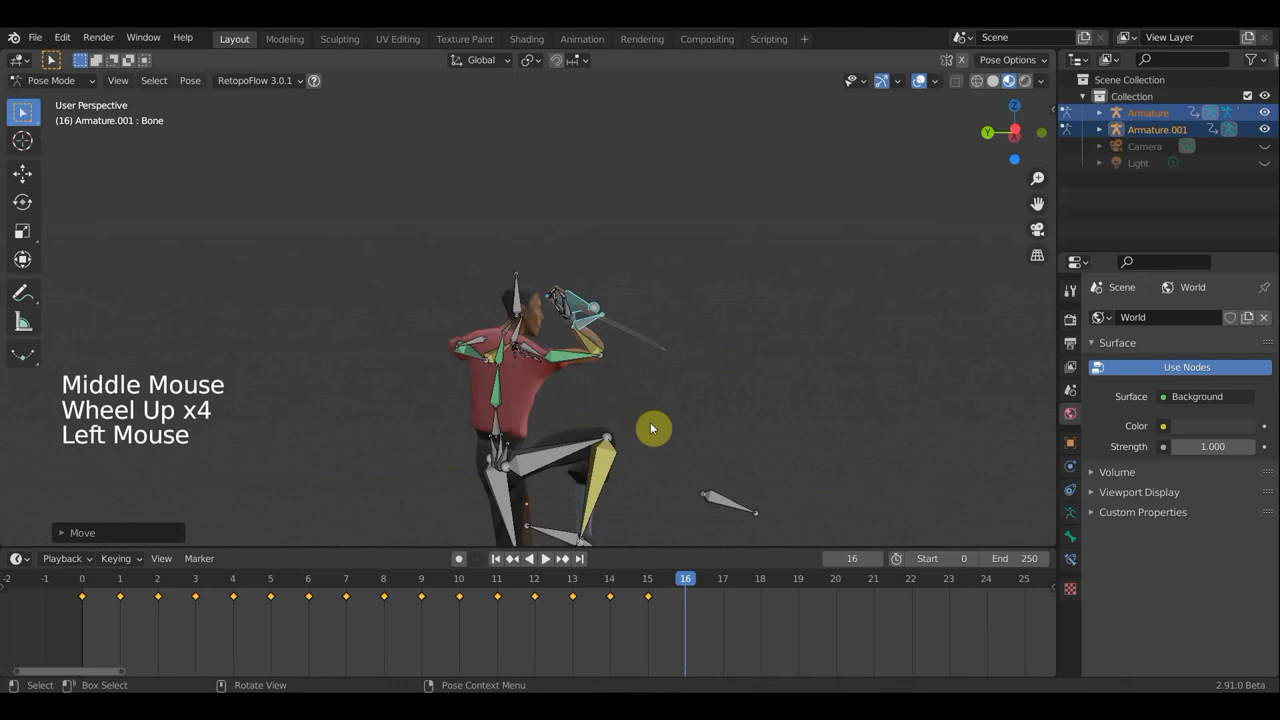 File Edit Render Window Help Layout Modeling Sculpting UV Editing Texture Paint Shading Animation Rendering Compositing Scripting + Scene View Layer
Global Pose Options
Pose Mode View Select Pose RetopoFlow 3.0.1
User Perspective
(16) Armature.001 : Bone
Scene Collection
Collection
Armature
Armature.001
Camera
Light
Scene World
World
Surface
Use Nodes
Surface Background
Color
Strength 1.000
Volume
Viewport Display
Custom Properties
Middle Mouse
Wheel Up x4
Left Mouse
Move
Playback Keying View Marker 16 Start 0 End 250
-2 -1 0 1 2 3 4 5 6 7 8 9 10 11 12 13 14 15 16 17 18 19 20 21 22 23 24 25
Select Box Select Rotate View Pose Context Menu 2.91.0 Beta